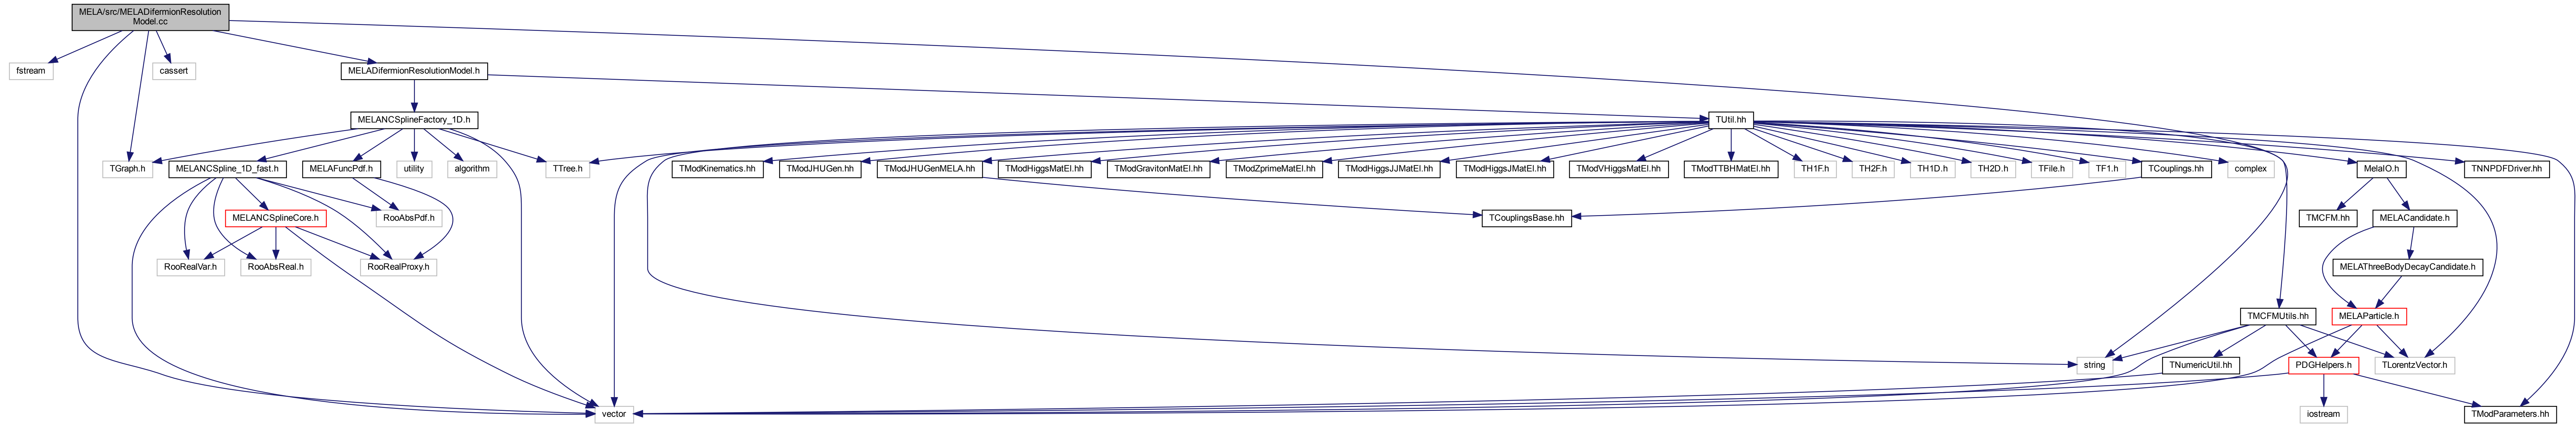 MELA/src/MELADifermionResolution
Model.cc
fstream
cassert
MELADifermionResolutionModel.h
MELANCSplineFactory_1D.h
TUtil.hh
TGraph.h
MELANCSpline_1D_fast.h
MELAFuncPdf.h
utility
algorithm
TTree.h
TModKinematics.hh
TModJHUGen.hh
TModJHUGenMELA.hh
TModHiggsMatEl.hh
TModGravitonMatEl.hh
TModZprimeMatEl.hh
TModHiggsJJMatEl.hh
TModHiggsJMatEl.hh
TModVHiggsMatEl.hh
TModTTBHMatEl.hh
TH1F.h
TH2F.h
TH1D.h
TH2D.h
TFile.h
TF1.h
TCouplings.hh
complex
MelaIO.h
TNNPDFDriver.hh
MELANCSplineCore.h
RooAbsPdf.h
TCouplingsBase.hh
TMCFM.hh
MELACandidate.h
RooRealVar.h
RooAbsReal.h
RooRealProxy.h
MELAThreeBodyDecayCandidate.h
TMCFMUtils.hh
MELAParticle.h
string
TNumericUtil.hh
PDGHelpers.h
TLorentzVector.h
vector
iostream
TModParameters.hh